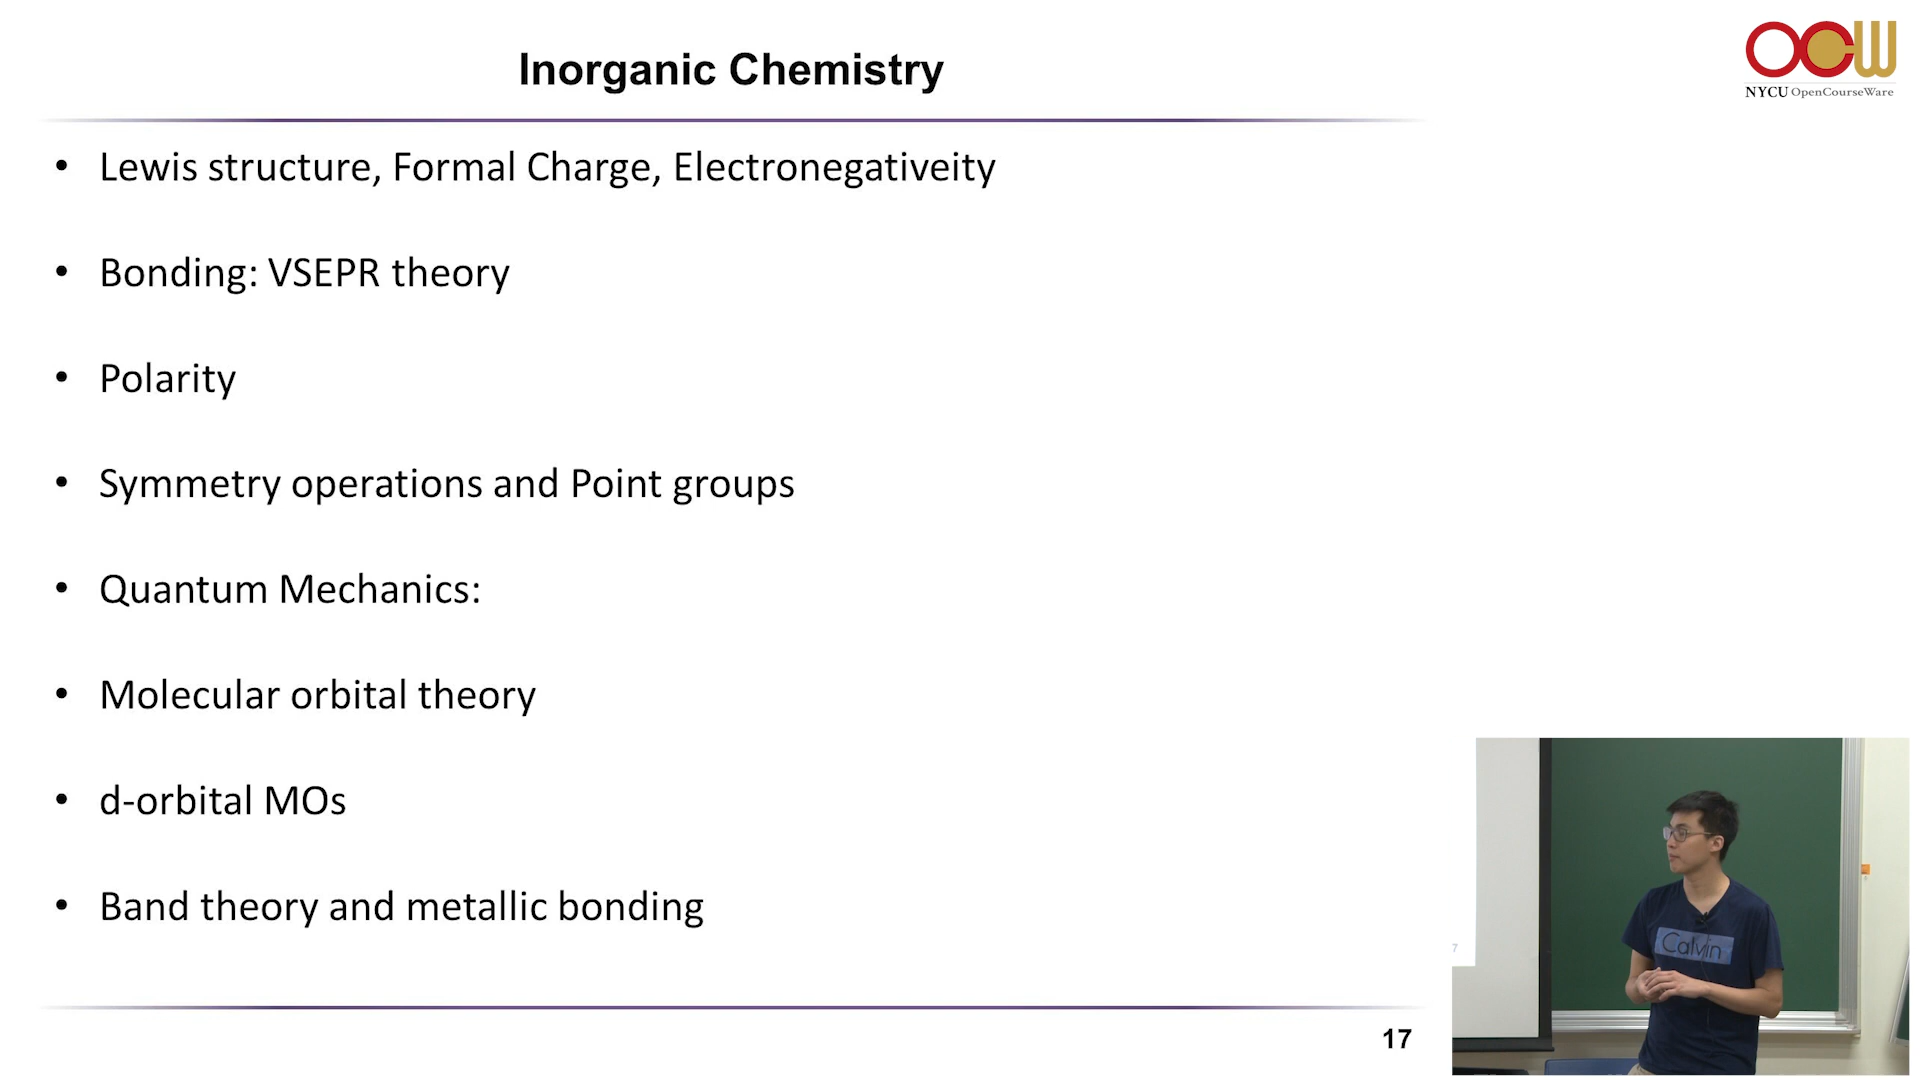 Inorganic Chemistry
OCW
NYCU OpenCourseWare
• Lewis structure, Formal Charge, Electronegativeity
• Bonding: VSEPR theory
• Polarity
• Symmetry operations and Point groups
• Quantum Mechanics:
• Molecular orbital theory
• d-orbital MOs
• Band theory and metallic bonding
7
Calvin
17